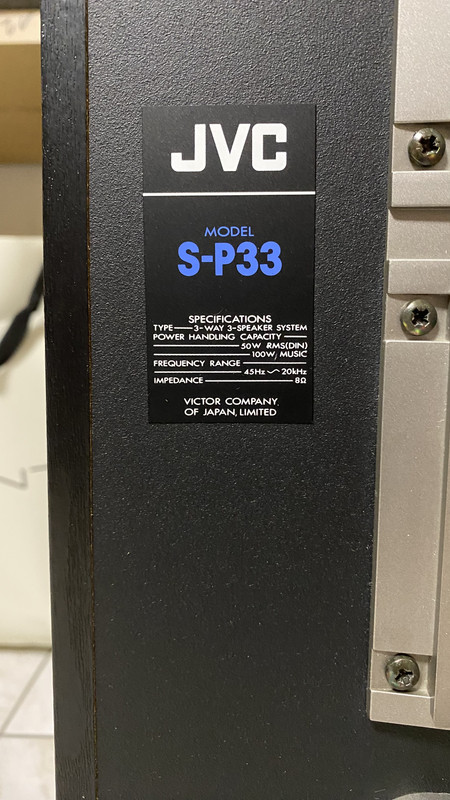 JVC
MODEL
S-P33
SPECIFICATIONS
TYPE — 3-WAY 3-SPEAKER SYSTEM
POWER HANDLING CAPACITY —
— 50W RMS(DIN)
— 100W MUSIC
FREQUENCY RANGE —
— 45Hz ~ 20kHz
IMPEDANCE — 8Ω
VICTOR COMPANY
OF JAPAN, LIMITED